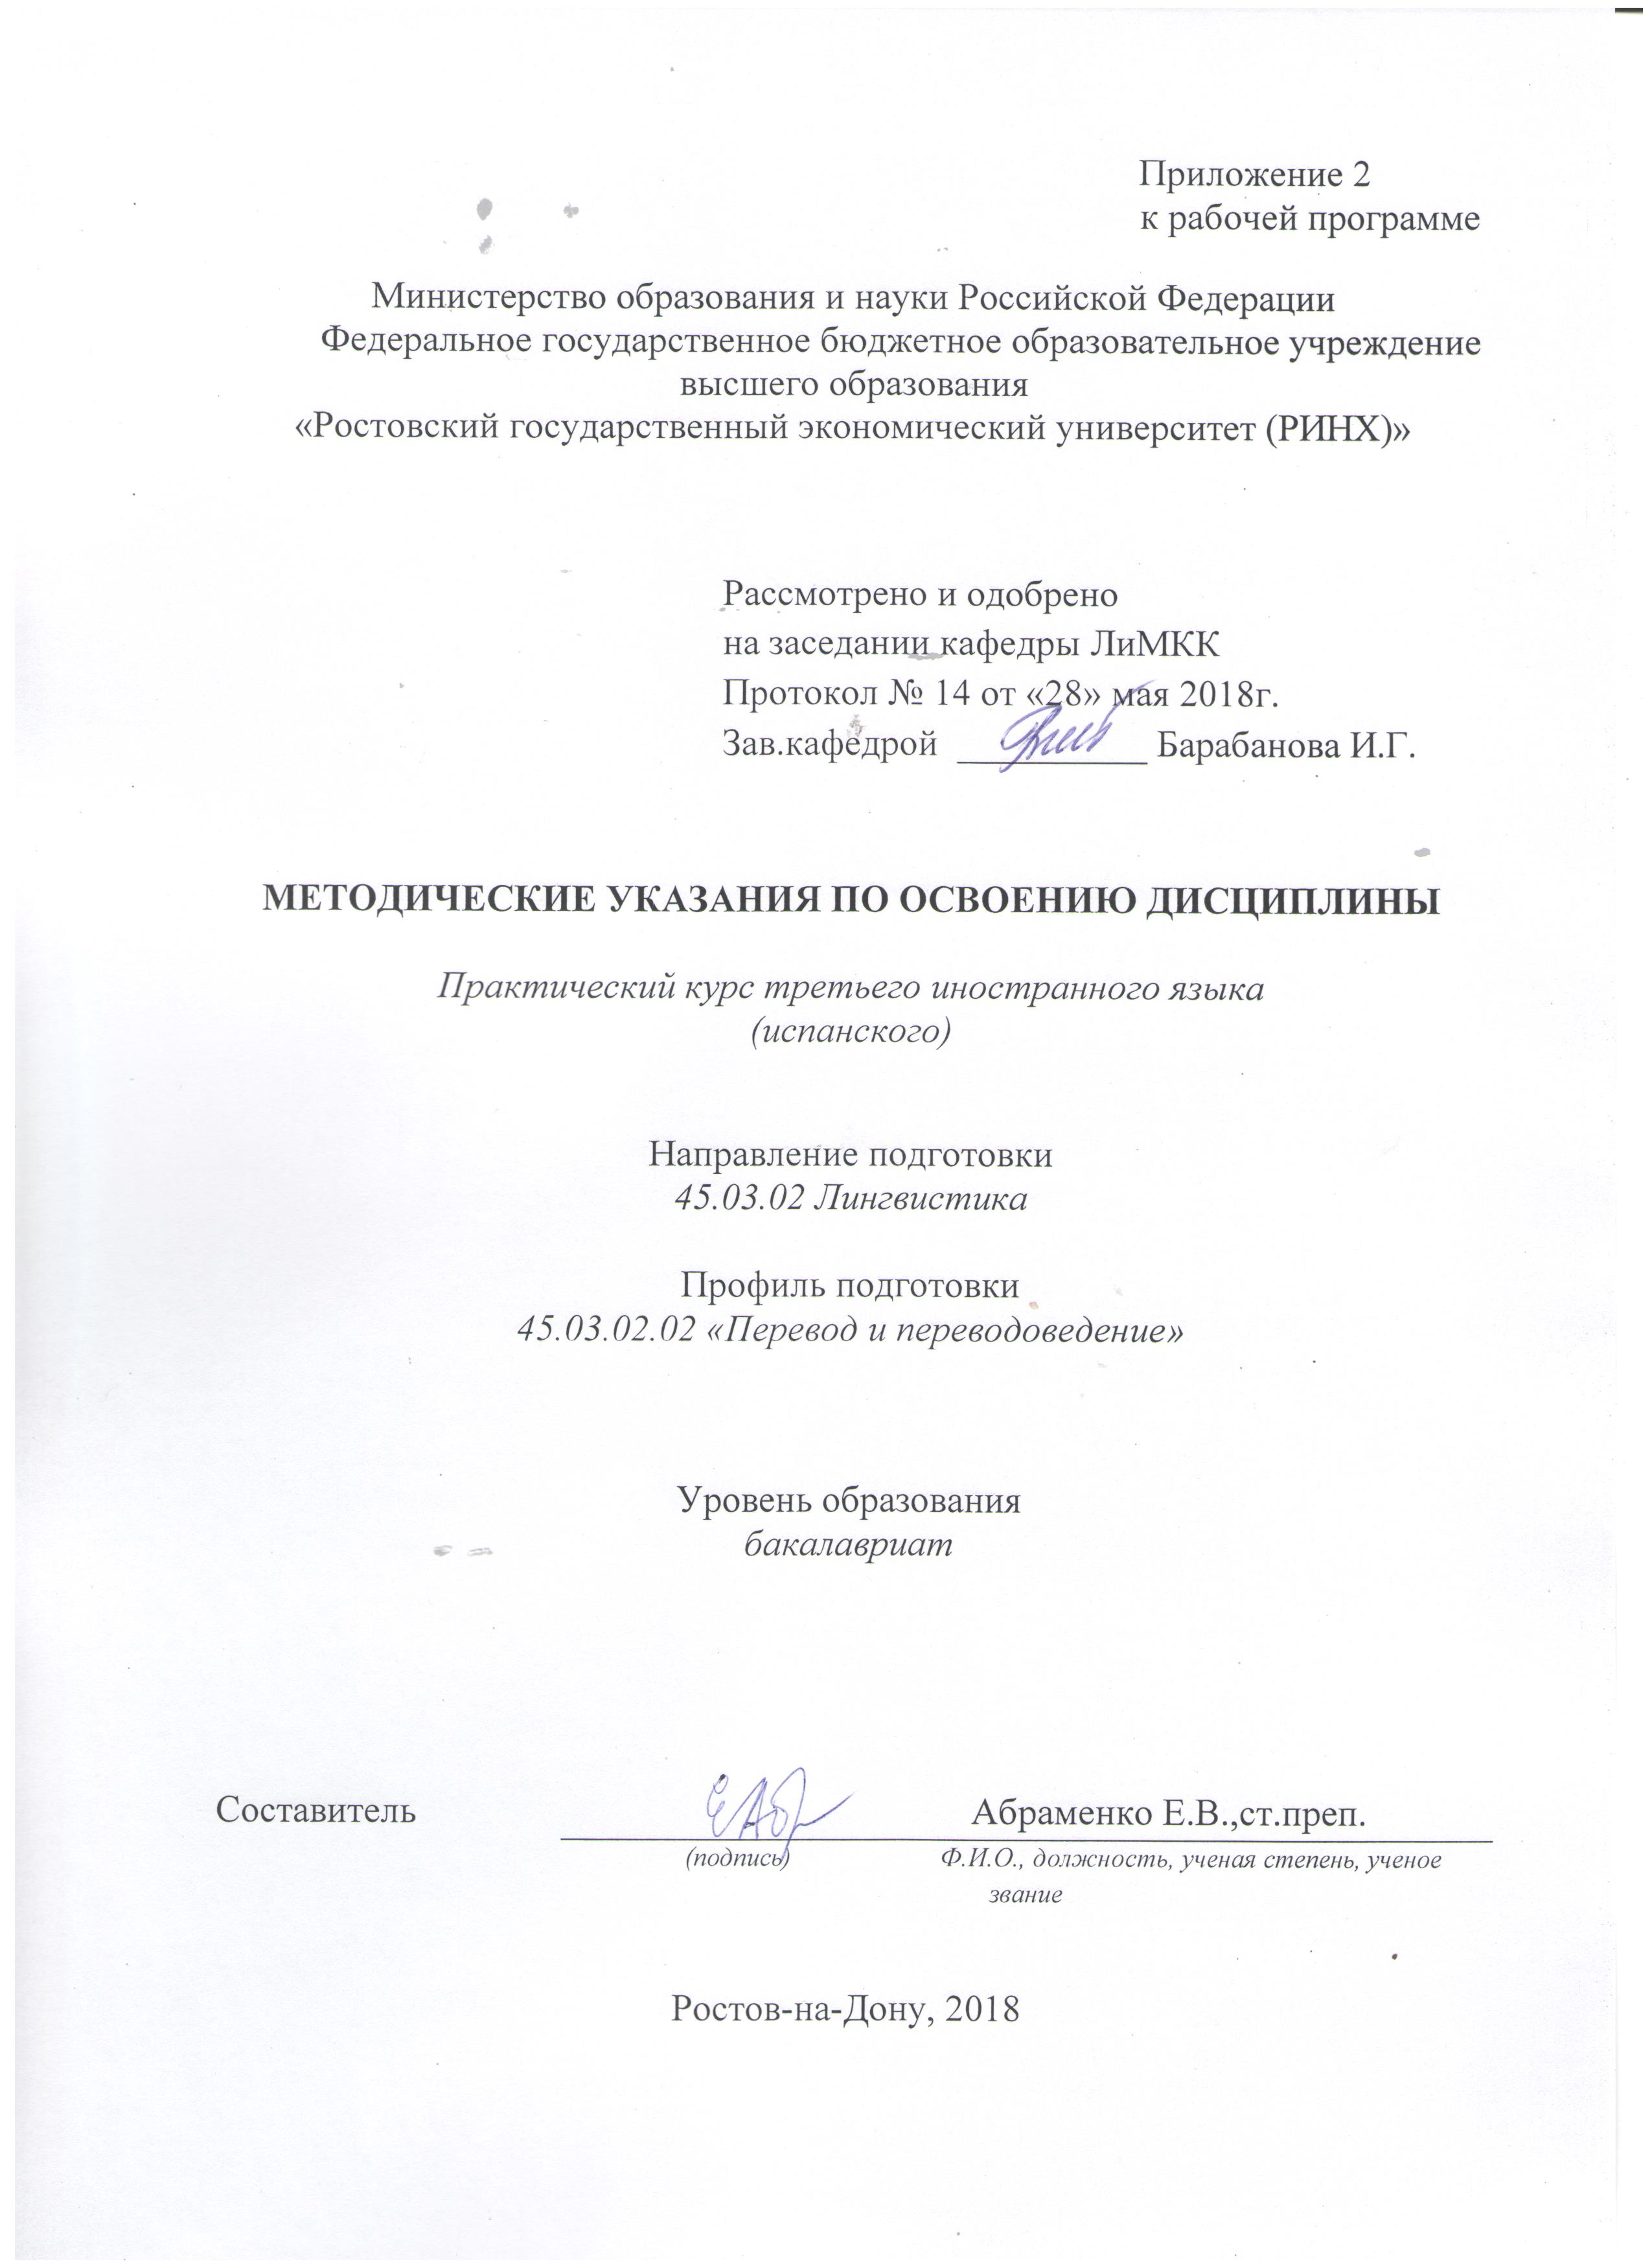 Приложение 2
к рабочей программе
Министерство образования и науки Российской Федерации
Федеральное государственное бюджетное образовательное учреждение
высшего образования
«Ростовский государственный экономический университет (РИНХ)»
Рассмотрено и одобрено
на заседании кафедры ЛиМКК
Протокол № 14 от «28» мая 2018г.
Зав.кафедрой ___________ Барабанова И.Г.
МЕТОДИЧЕСКИЕ УКАЗАНИЯ ПО ОСВОЕНИЮ ДИСЦИПЛИНЫ
Практический курс третьего иностранного языка
(испанского)
Направление подготовки
45.03.02 Лингвистика
Профиль подготовки
45.03.02.02 «Перевод и переводоведение»
Уровень образования
бакалавриат
Составитель Абраменко Е.В.,ст.преп.
(подпись) Ф.И.О., должность, ученая степень, ученое
звание
Ростов-на-Дону, 2018